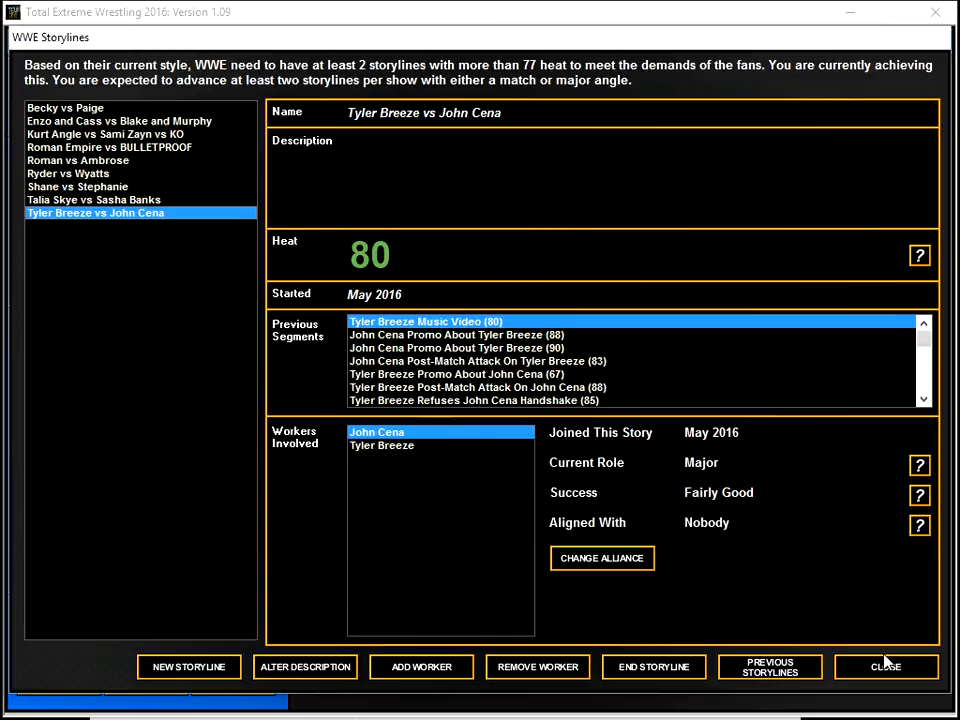 Total Extreme Wrestling 2016: Version 1.09
WWE Storylines
Based on their current style, WWE need to have at least 2 storylines with more than 77 heat to meet the demands of the fans. You are currently achieving
this. You are expected to advance at least two storylines per show with either a match or major angle.
Becky vs Paige
Enzo and Cass vs Blake and Murphy
Kurt Angle vs Sami Zayn vs KO
Roman Empire vs BULLETPROOF
Roman vs Ambrose
Ryder vs Wyatts
Shane vs Stephanie
Talia Skye vs Sasha Banks
Tyler Breeze vs John Cena
Name
Tyler Breeze vs John Cena
Description
Heat
80
?
Started
May 2016
Previous
Segments
Tyler Breeze Music Video (80)
John Cena Promo About Tyler Breeze (88)
John Cena Promo About Tyler Breeze (90)
John Cena Post-Match Attack On Tyler Breeze (83)
Tyler Breeze Promo About John Cena (67)
Tyler Breeze Post-Match Attack On John Cena (88)
Tyler Breeze Refuses John Cena Handshake (85)
Workers
Involved
John Cena
Tyler Breeze
Joined This Story
May 2016
Current Role
Major
?
Success
Fairly Good
?
Aligned With
Nobody
?
CHANGE ALLIANCE
NEW STORYLINE
ALTER DESCRIPTION
ADD WORKER
REMOVE WORKER
END STORYLINE
PREVIOUS
STORYLINES
CLOSE